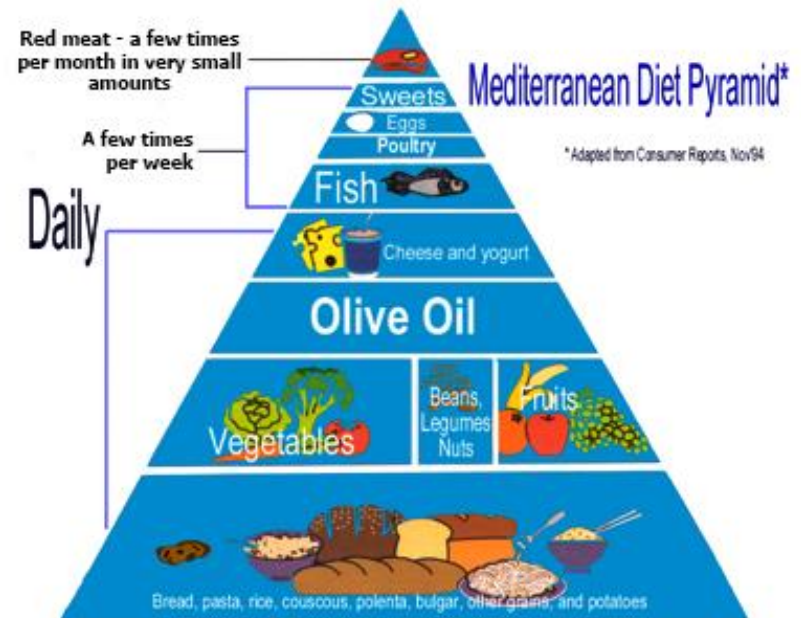 Red meat - a few times
per month in very small
amounts
Mediterranean Diet Pyramid*
* Adapted from Consumer Reports, Nov'94
Sweets
Eggs
A few times
per week
Poultry
Fish
Daily
Cheese and yogurt
Olive Oil
Vegetables
Beans,
Legumes
Nuts
Fruits
Bread, pasta, rice, couscous, polenta, bulgar, other grains, and potatoes